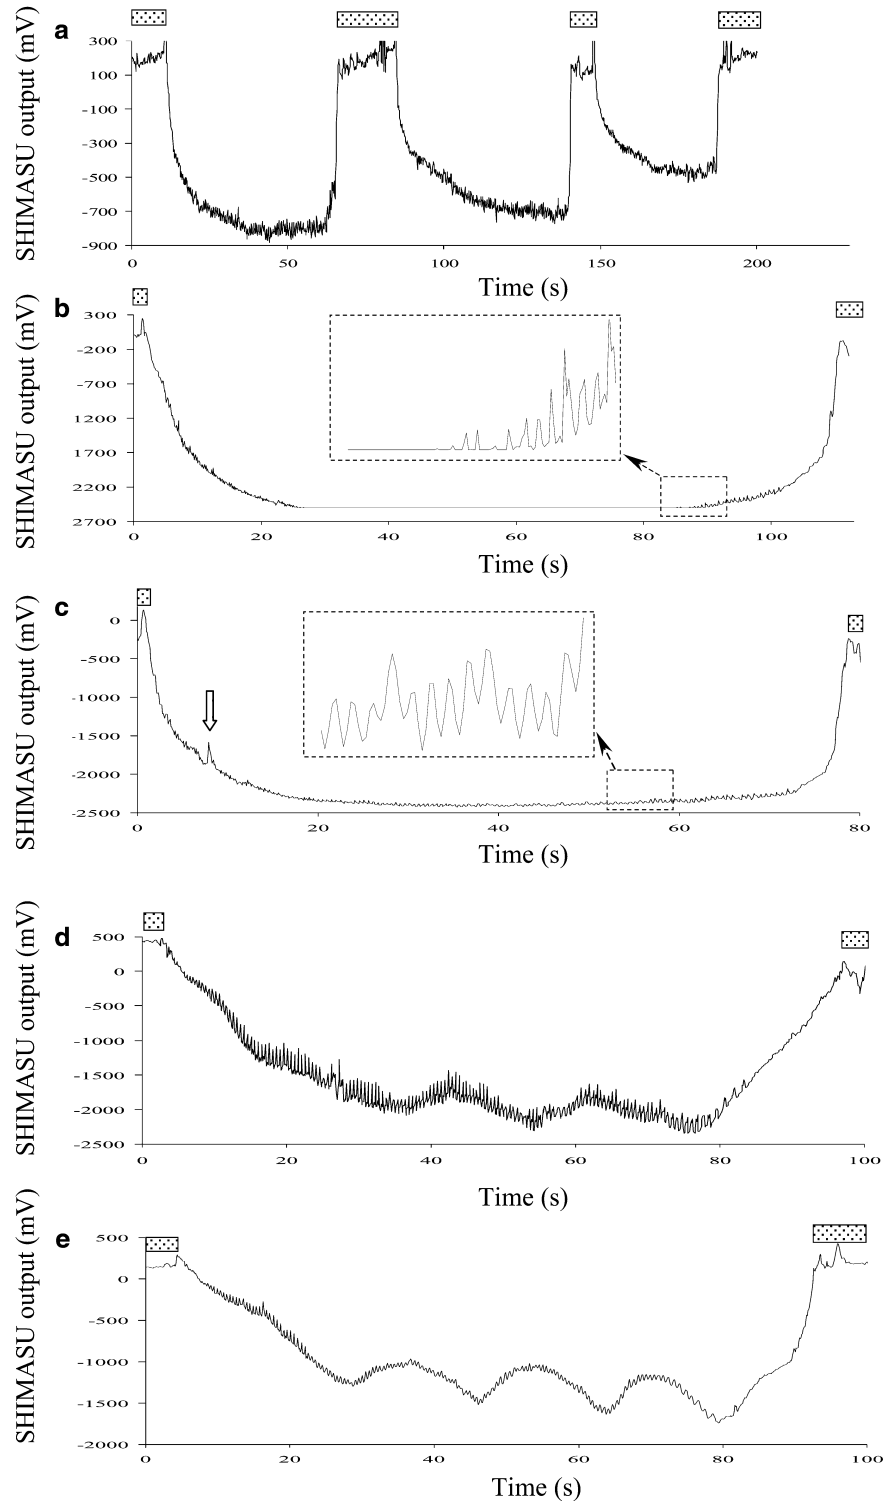 a
SHIMASU output (mV)
300
100
-100
-300
-500
-700
-900
0 50 100 150 200
Time (s)
b
SHIMASU output (mV)
300
-200
-700
1200
1700
2200
2700
0 20 40 60 80 100
Time (s)
c
SHIMASU output (mV)
0
-500
-1000
-1500
-2000
-2500
0 20 40 60 80
Time (s)
d
SHIMASU output (mV)
500
0
-500
-1000
-1500
-2000
-2500
0 20 40 60 80 100
Time (s)
e
SHIMASU output (mV)
500
0
-500
-1000
-1500
-2000
0 20 40 60 80 100
Time (s)